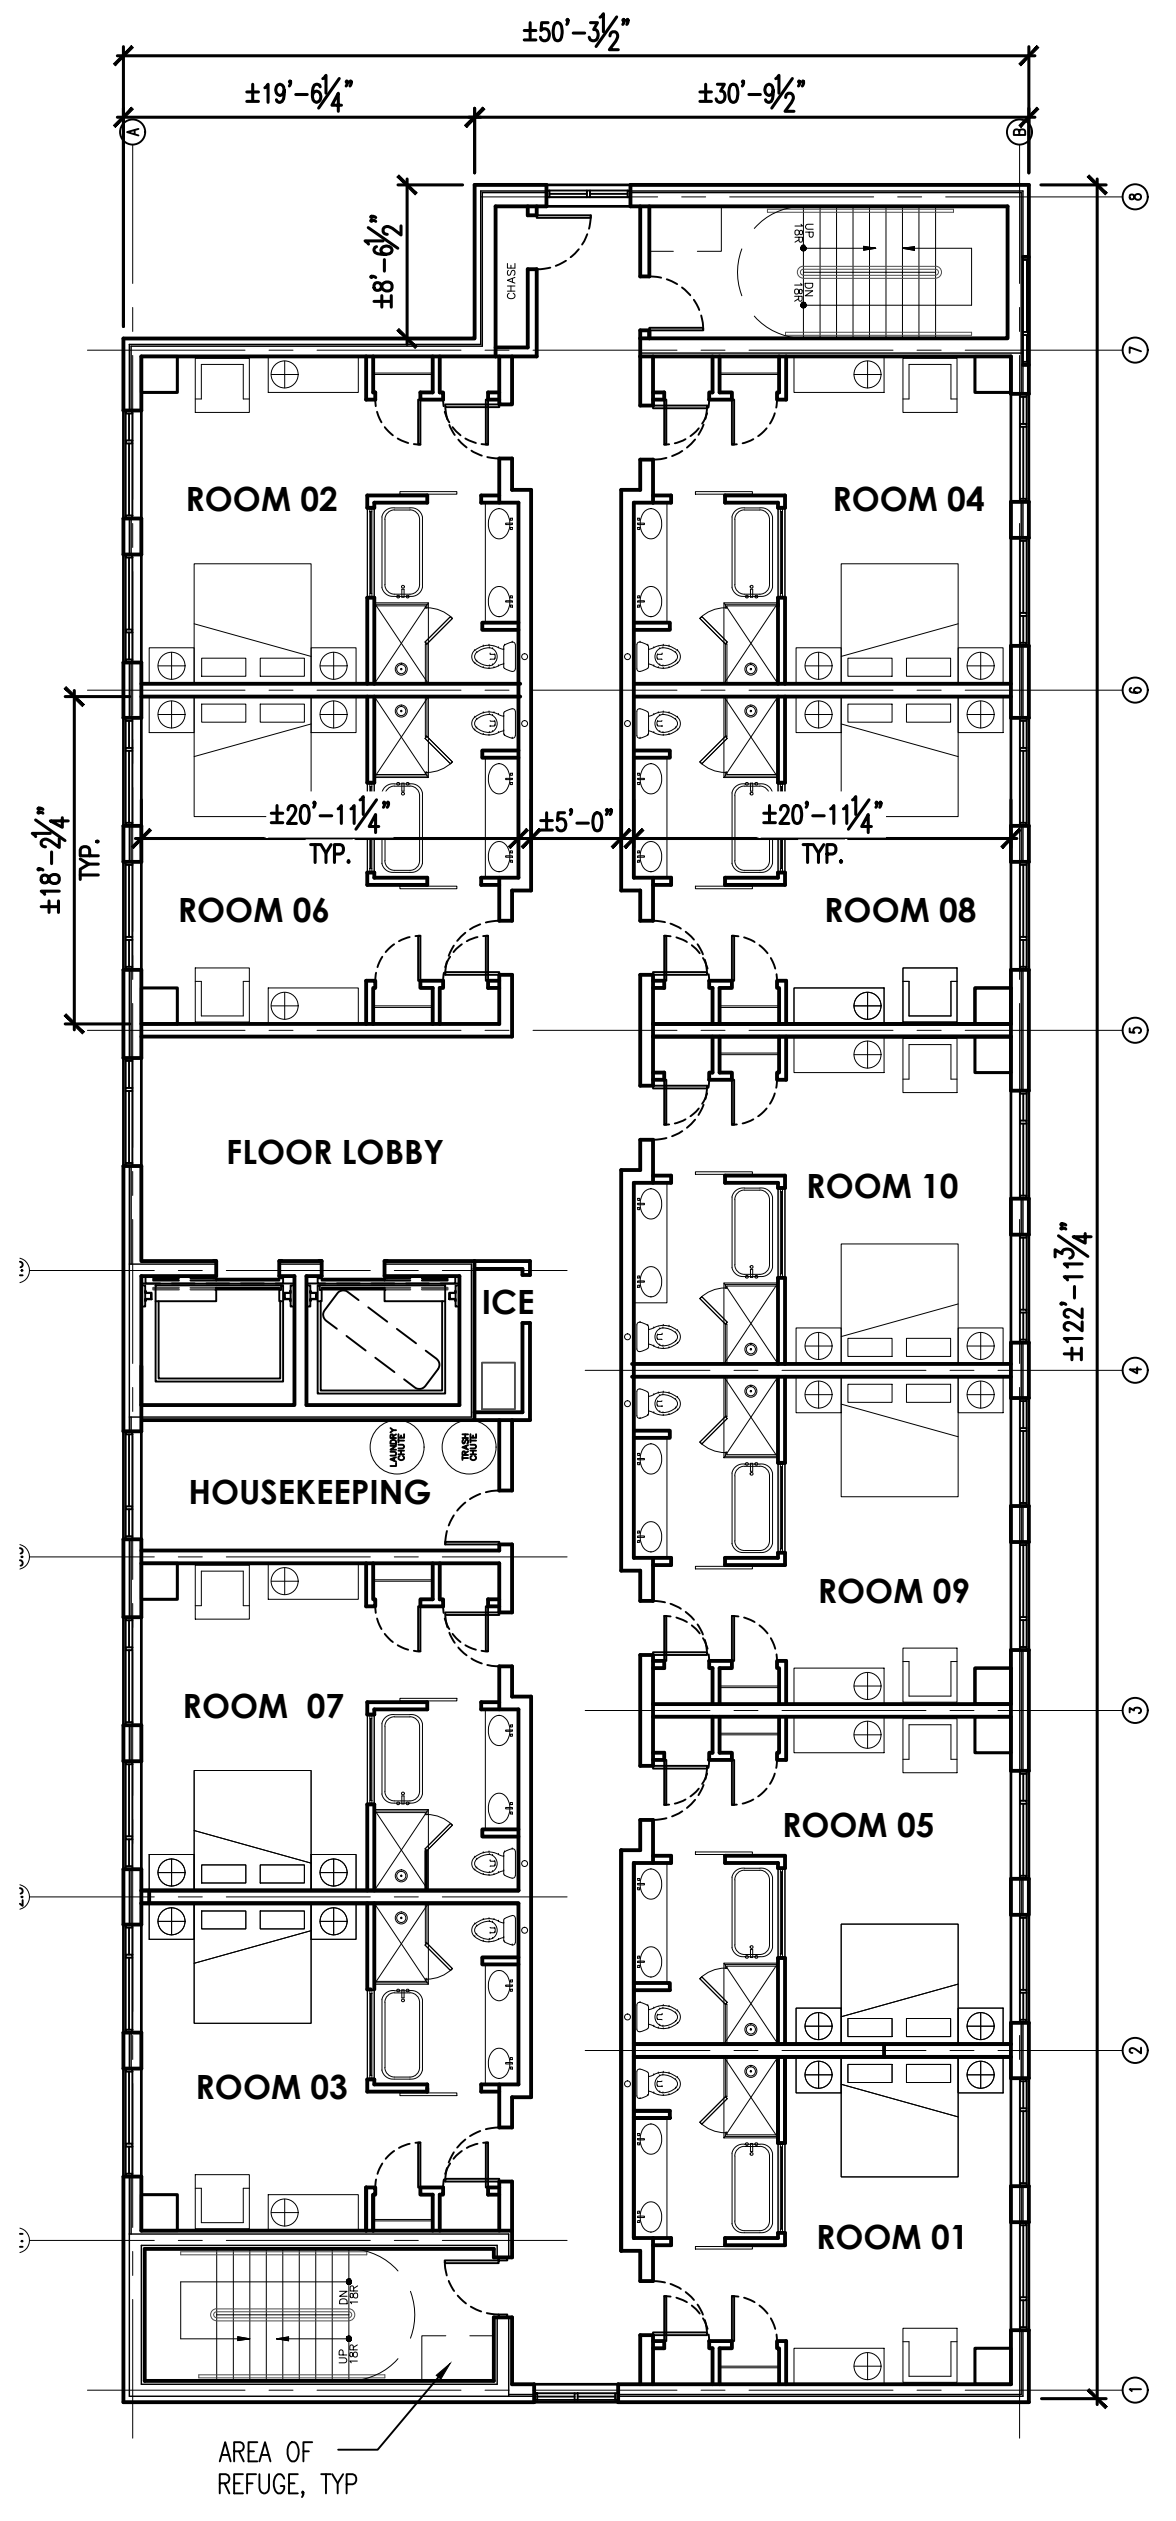 ±50'-3½"
±19'-6¼"
±30'-9½"
A
B
8
±8'-6½"
CHASE
UP
18R
DN
18R
7
ROOM 02
ROOM 04
6
±18'-2¼"
TYP.
±20'-11¼"
TYP.
±5'-0"
±20'-11¼"
TYP.
ROOM 06
ROOM 08
5
FLOOR LOBBY
ROOM 10
±122'-11¾"
ICE
4
LAUNDRY
CHUTE
TRASH
CHUTE
HOUSEKEEPING
ROOM 09
ROOM 07
3
ROOM 05
2
ROOM 03
ROOM 01
DN
18R
UP
18R
1
AREA OF
REFUGE, TYP